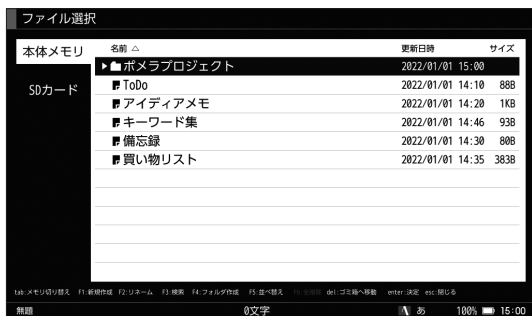 ファイル選択
本体メモリ
SDカード
名前 △ 更新日時 サイズ
ポメラプロジェクト 2022/01/01 15:00
ToDo 2022/01/01 14:10 88B
アイディアメモ 2022/01/01 14:20 1KB
キーワード集 2022/01/01 14:46 93B
備忘録 2022/01/01 14:30 80B
買い物リスト 2022/01/01 14:35 383B
tab:メモリ切り替え F1:新規作成 F2:リネーム F3:検索 F4:フォルダ作成 F5:並べ替え del:ゴミ箱へ移動 enter:決定 esc:閉じる
無題 0文字 A あ 100% 15:00